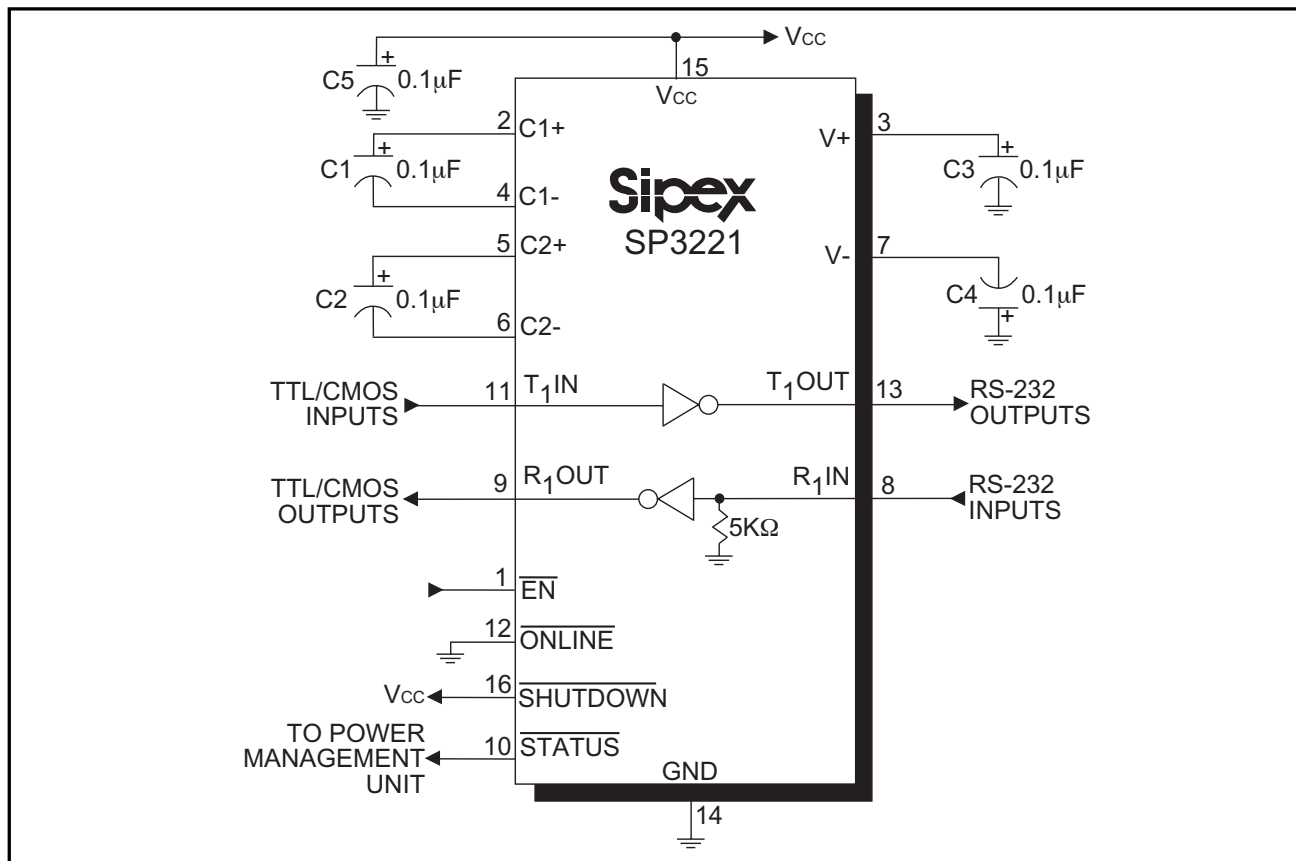 VCC
C5
+
0.1μF
15
VCC
2
C1+
C1
+
0.1μF
4
C1-
5
C2+
C2
+
0.1μF
6
C2-
Sipex
SP3221
3
V+
C3
+
0.1μF
7
V-
C4
0.1μF
+
TTL/CMOS
INPUTS
11
T1IN
T1OUT
13
RS-232
OUTPUTS
TTL/CMOS
OUTPUTS
9
R1OUT
R1IN
8
RS-232
INPUTS
5KΩ
1
EN
12
ONLINE
VCC
16
SHUTDOWN
TO POWER
MANAGEMENT
UNIT
10
STATUS
GND
14